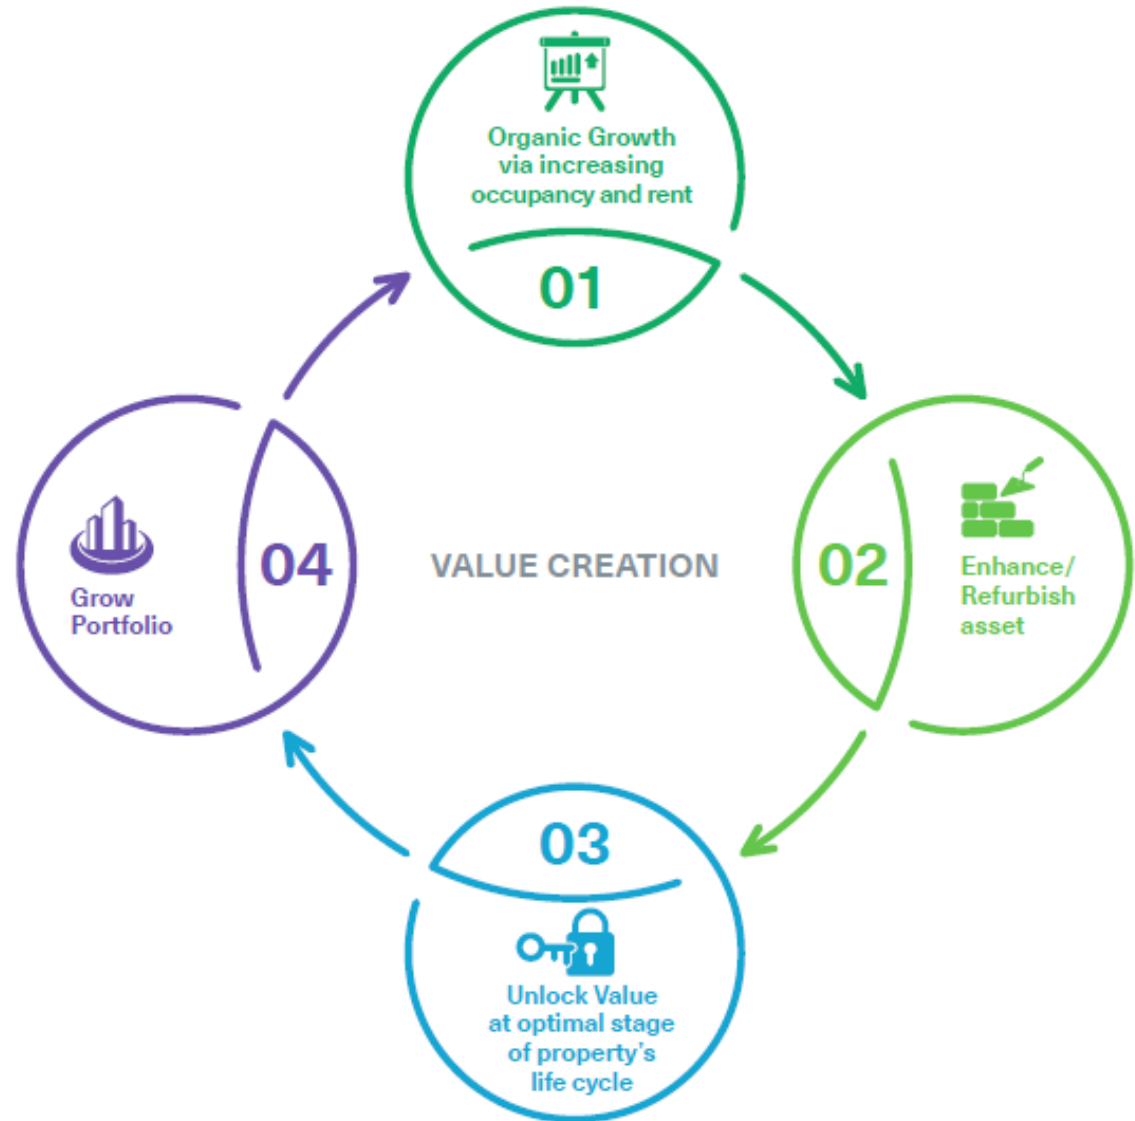 Organic Growth
via increasing
occupancy and rent
01
04
Grow
Portfolio
VALUE CREATION
02
Enhance/
Refurbish
asset
03
Unlock Value
at optimal stage
of property's
life cycle